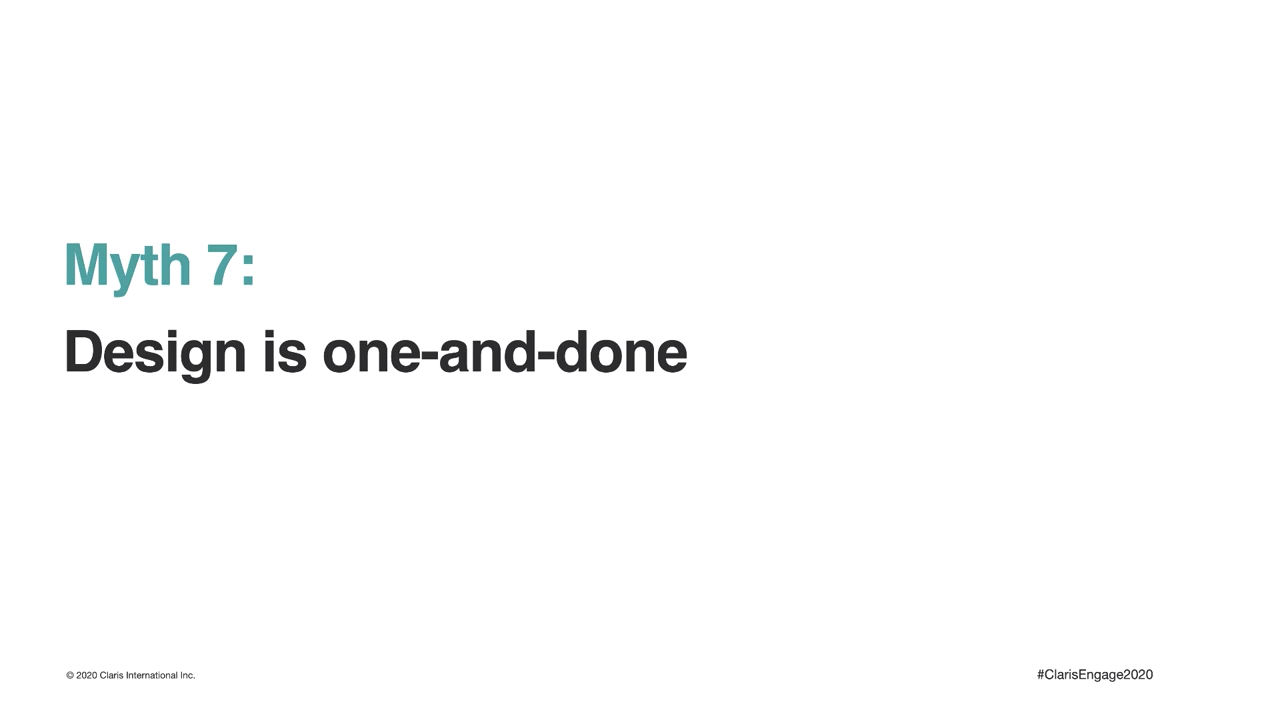 Myth 7:
Design is one-and-done
© 2020 Claris International Inc.
#ClarisEngage2020